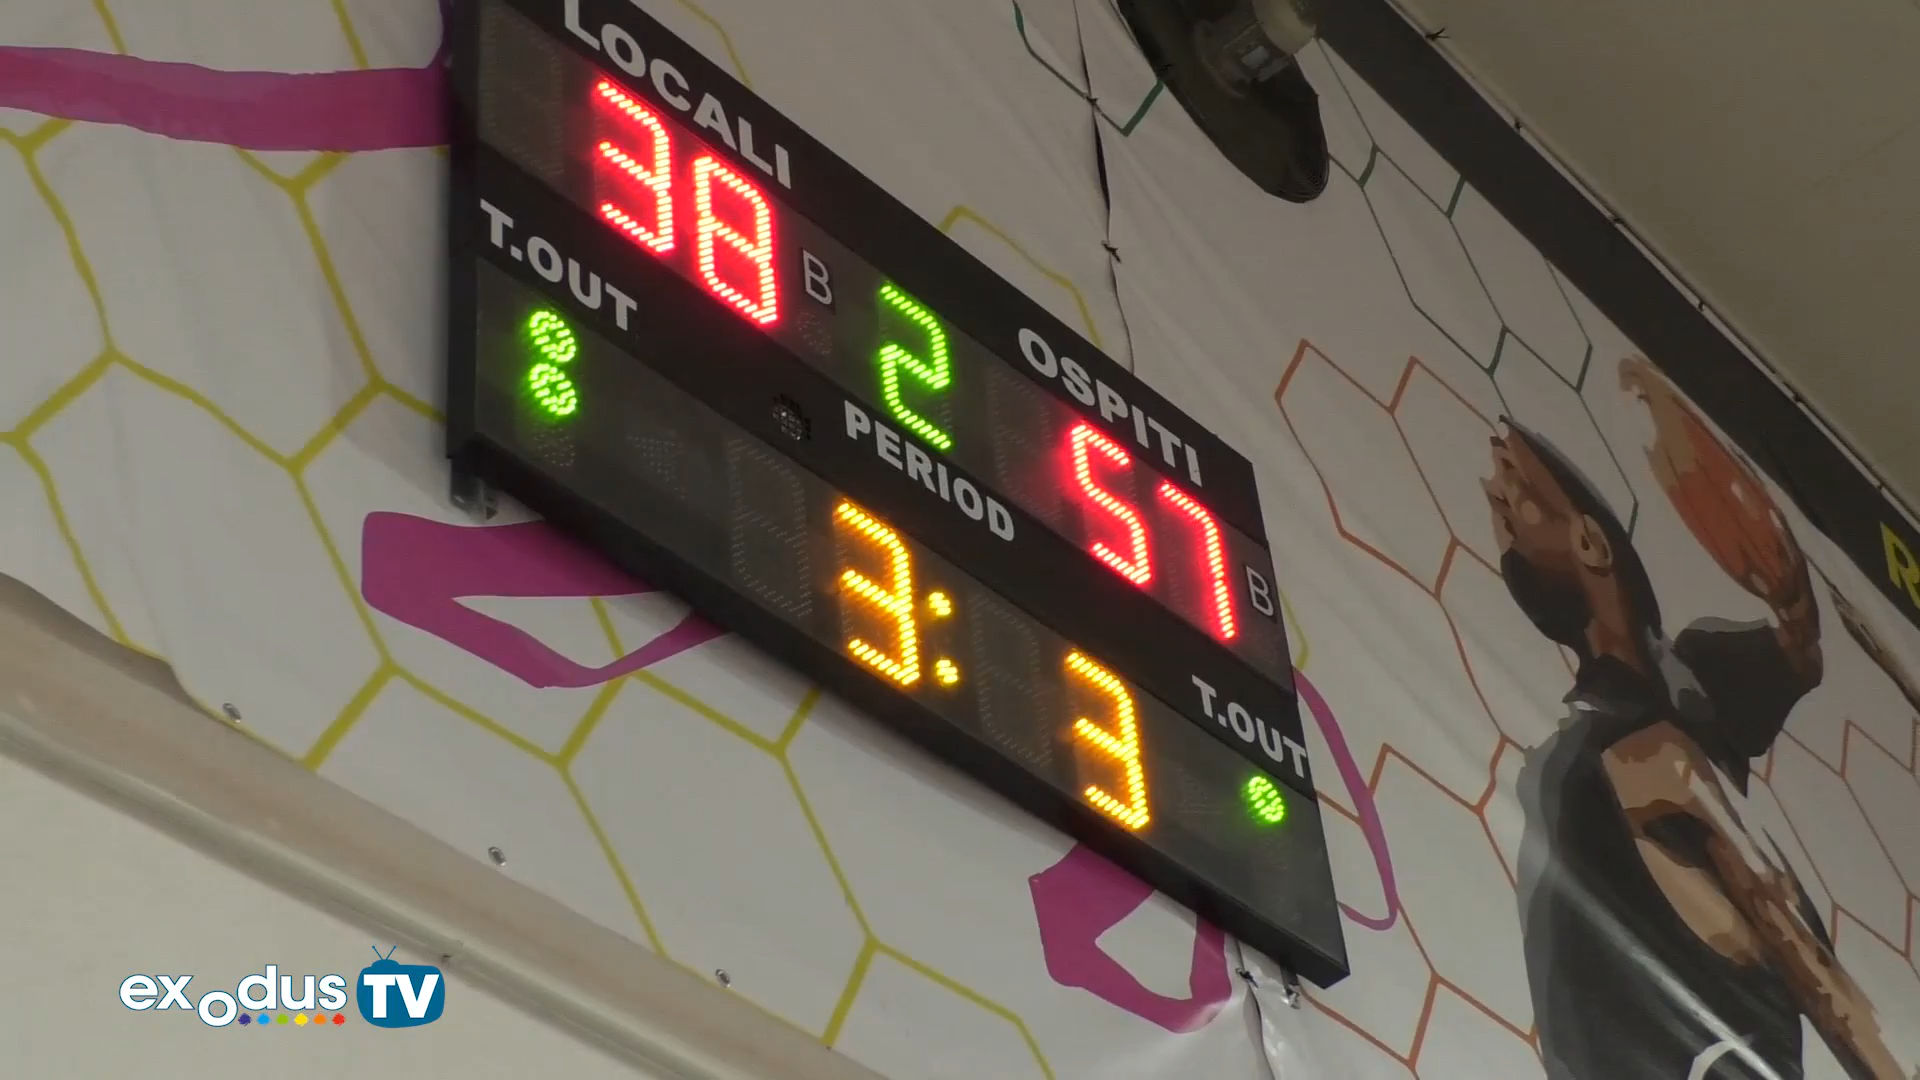 LOCALI
38 B 2
OSPITI
57 B
T.OUT
PERIOD
3: 3
T.OUT
R
exodus TV